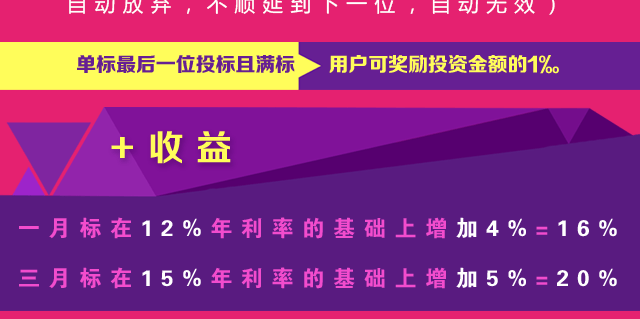 自动放弃，不顺延到下一位，自动无效）
单标最后一位投标且满标 用户可奖励投资金额的1‰
+收益
一月标在12%年利率的基础上增加4%=16%
三月标在15%年利率的基础上增加5%=20%